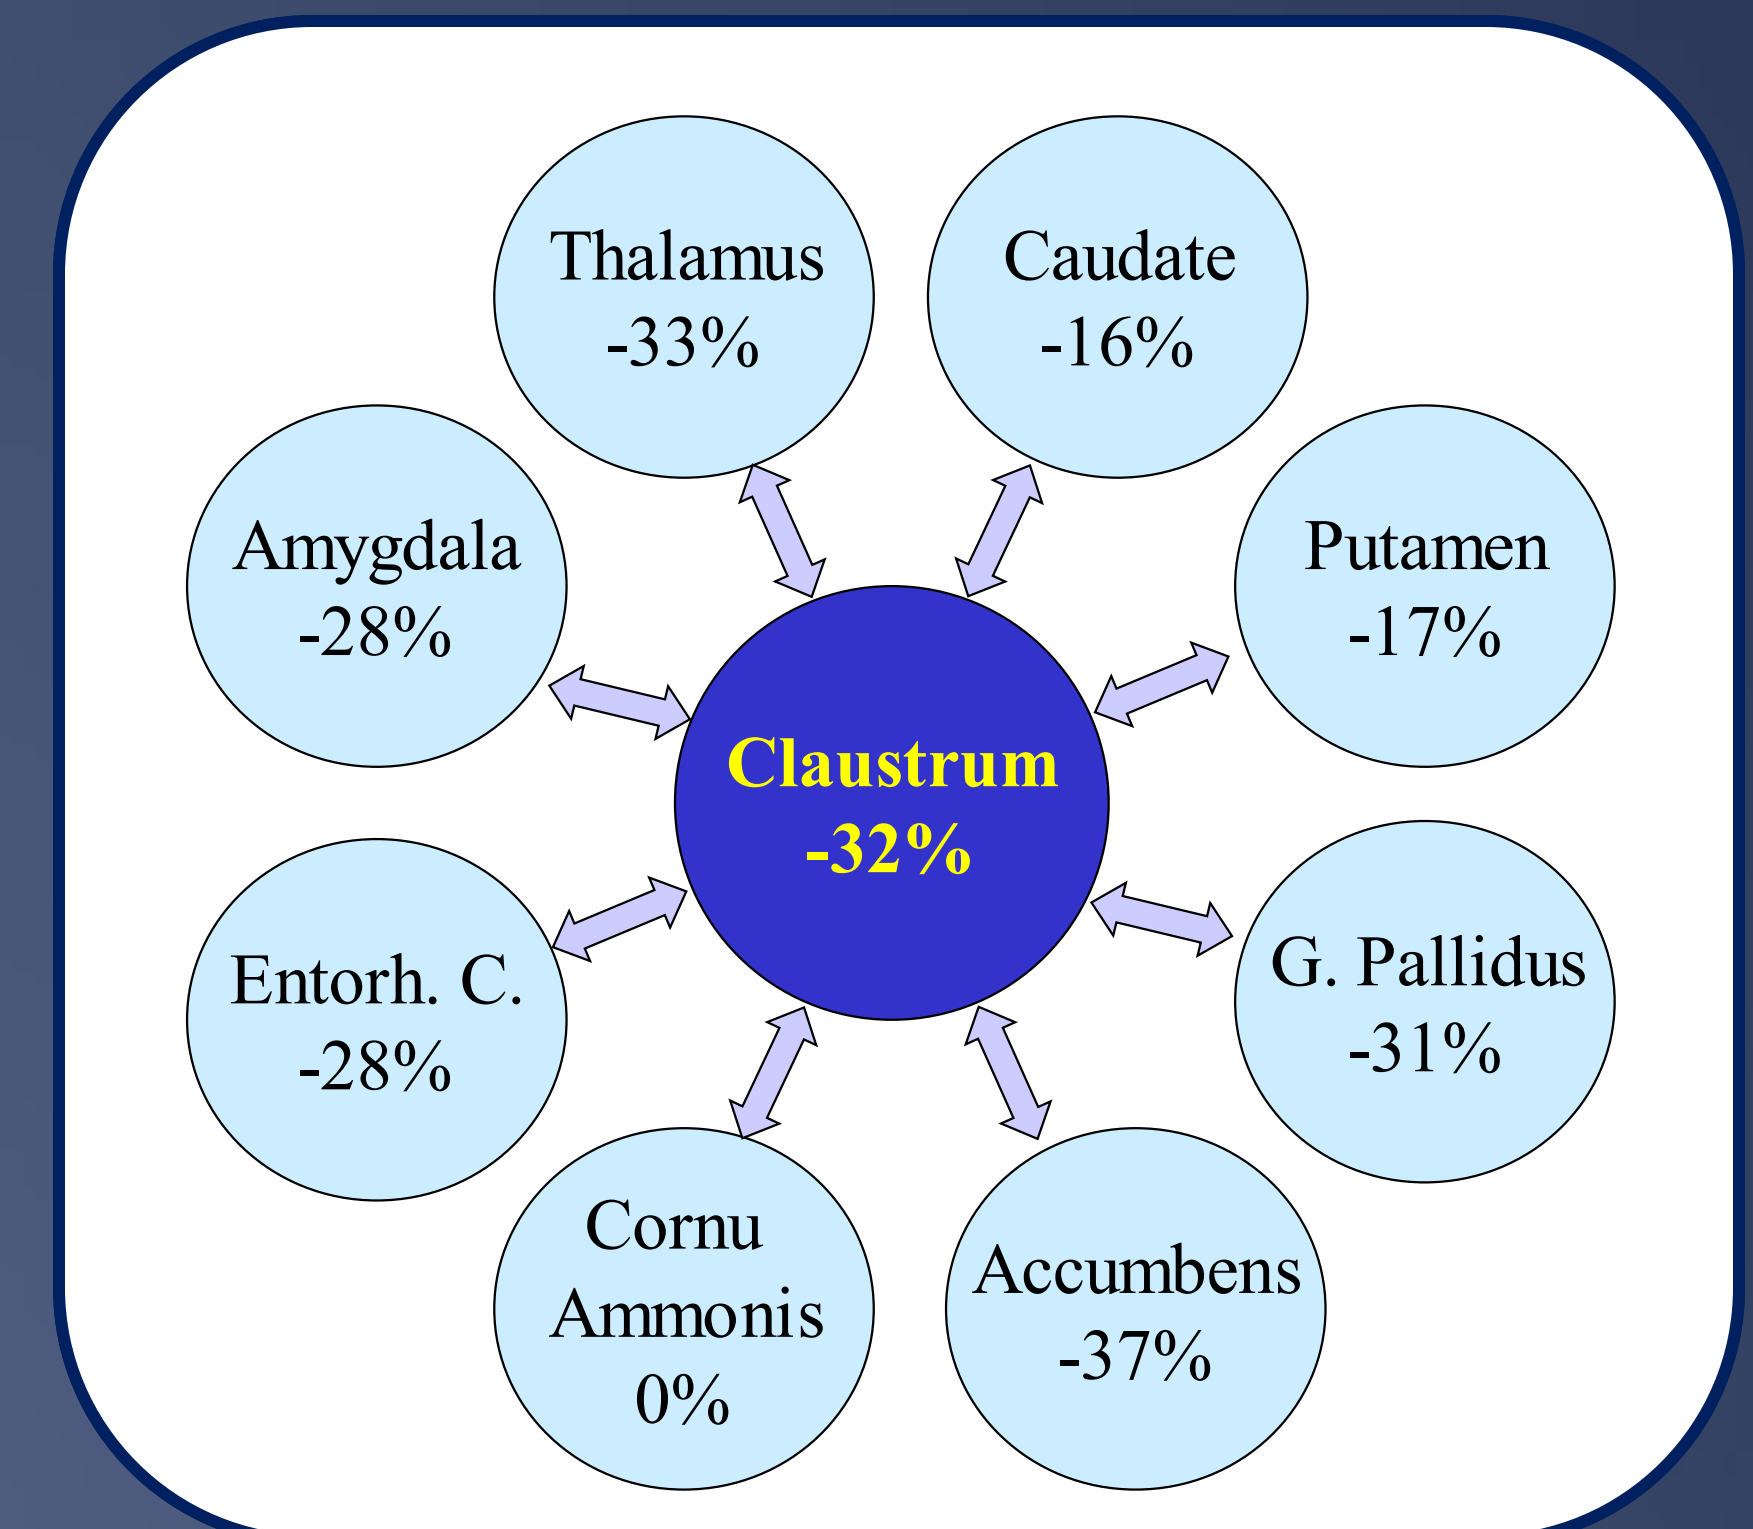 Thalamus
-33%
Caudate
-16%
Amygdala
-28%
Putamen
-17%
Claustrum
-32%
Entorh. C.
-28%
G. Pallidus
-31%
Cornu
Ammonis
0%
Accumbens
-37%